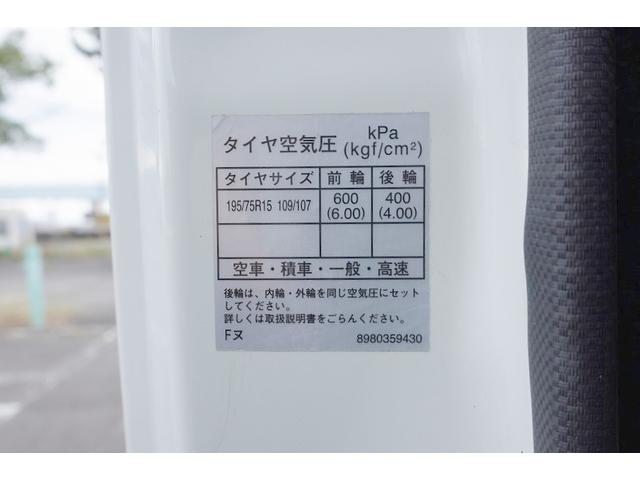 タイヤ空気圧 kPa (kgf/cm²)
タイヤサイズ 前輪 後輪
195/75R15 109/107 600 (6.00) 400 (4.00)
空車・積車・一般・高速
後輪は、内輪・外輪を同じ空気圧にセット
してください。
詳しくは取扱説明書をごらんください。
Fヌ 8980359430